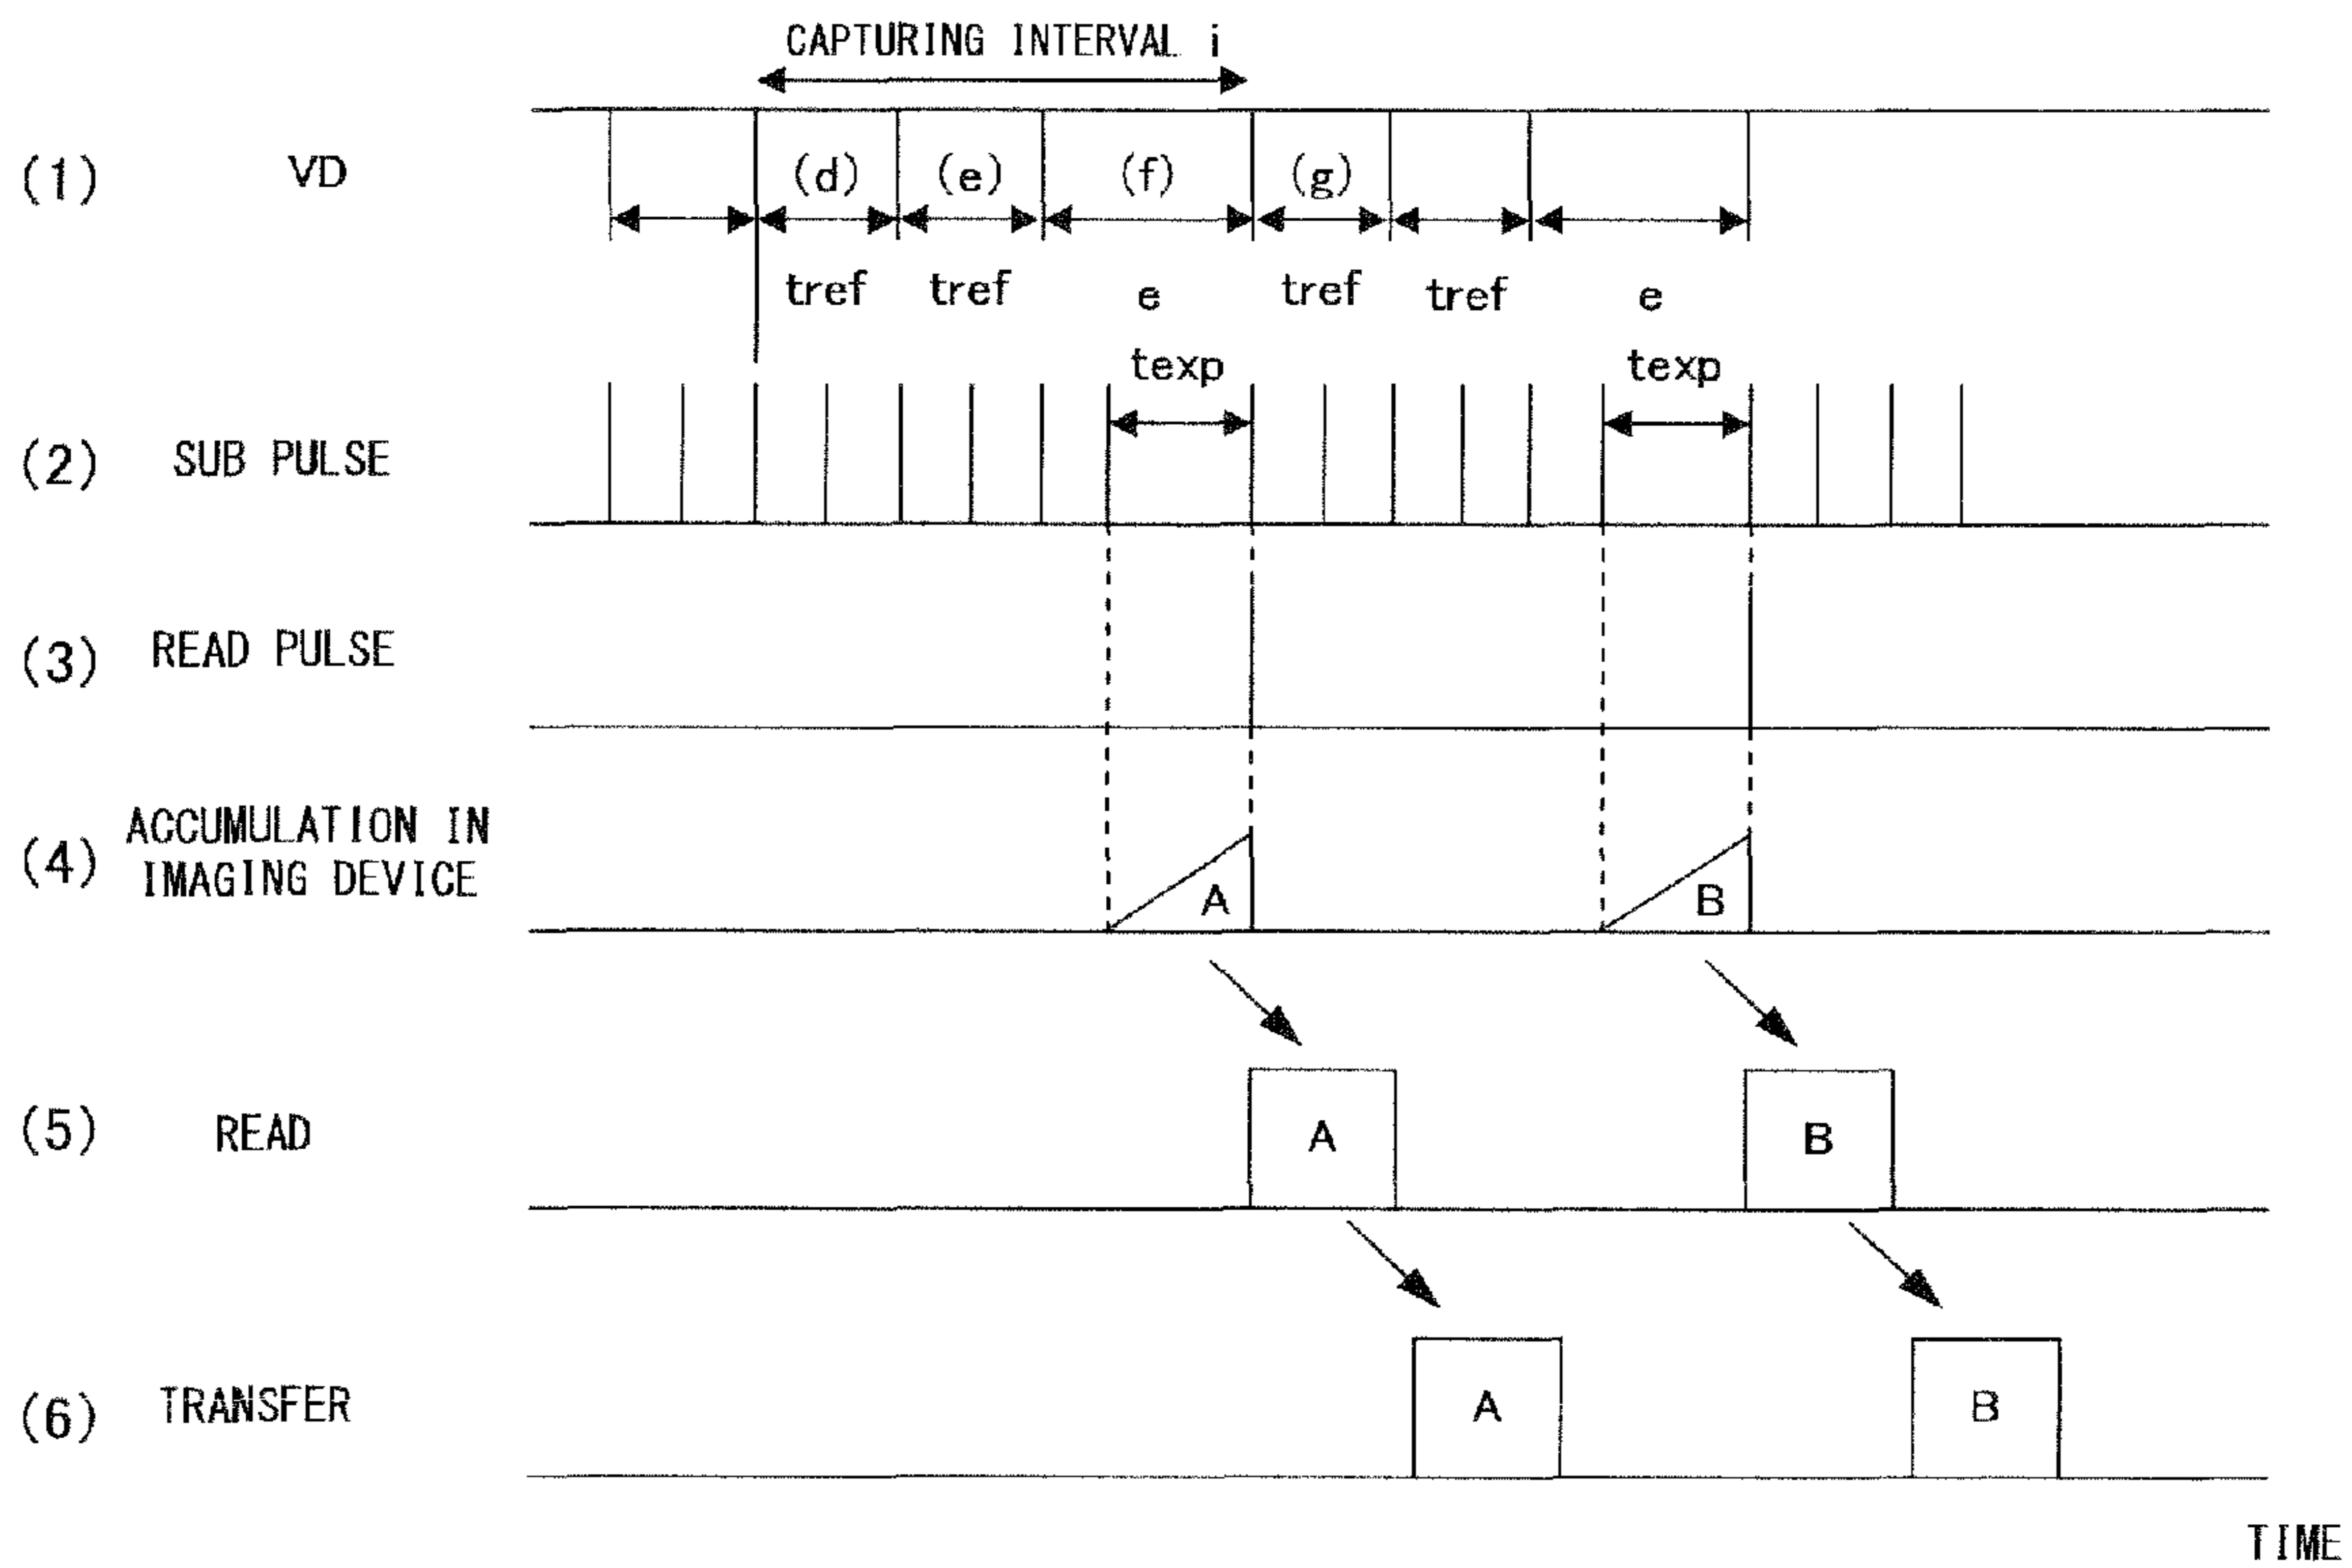 CAPTURING INTERVAL i
(1) VD (d) (e) (f) (g)
tref tref e tref tref e
texp texp
(2) SUB PULSE
(3) READ PULSE
(4) ACCUMULATION IN
IMAGING DEVICE
A B
(5) READ A B
(6) TRANSFER A B
TIME